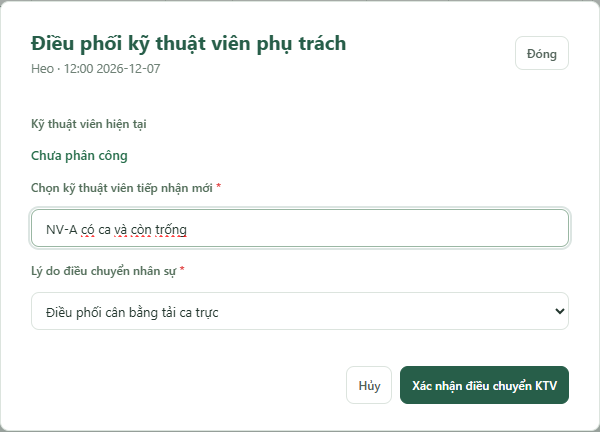 Điều phối kỹ thuật viên phụ trách
Heo · 12:00 2026-12-07
Đóng
Kỹ thuật viên hiện tại
Chưa phân công
Chọn kỹ thuật viên tiếp nhận mới *
NV-A có ca và còn trống
Lý do điều chuyển nhân sự *
Điều phối cân bằng tải ca trực
Hủy
Xác nhận điều chuyển KTV